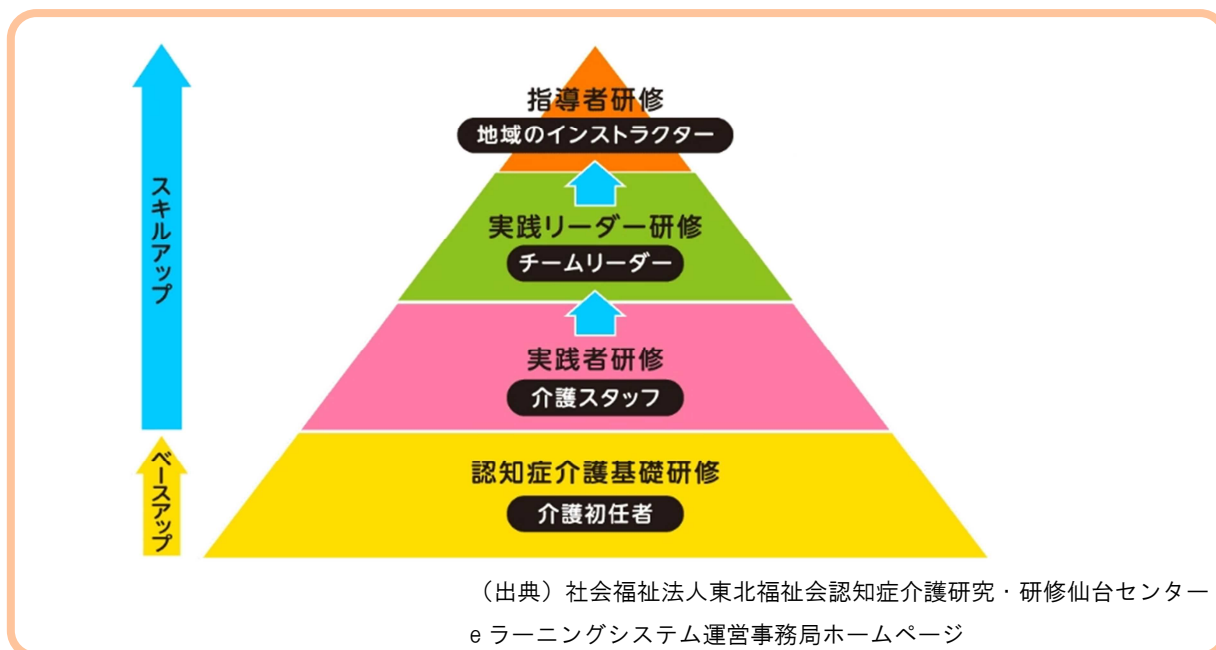 指導者研修
地域のインストラクター
実践リーダー研修
チームリーダー
実践者研修
介護スタッフ
認知症介護基礎研修
介護初任者
スキルアップ
ベースアップ
（出典）社会福祉法人東北福祉会認知症介護研究・研修仙台センター
eラーニングシステム運営事務局ホームページ